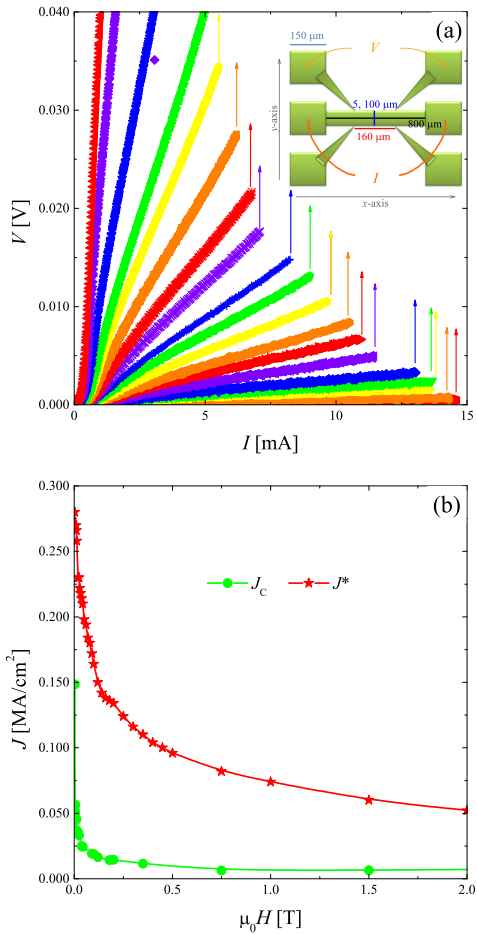 (a)
0.040
0.030
0.020
0.010
0.000
V [V]
0
5
10
15
I [mA]
150 μm
V
5, 100 μm
800 μm
160 μm
I
y-axis
x-axis
(b)
0.300
0.250
0.200
0.150
0.100
0.050
0.000
J [MA/cm²]
J_C
J*
0.0
0.5
1.0
1.5
2.0
μ₀H [T]